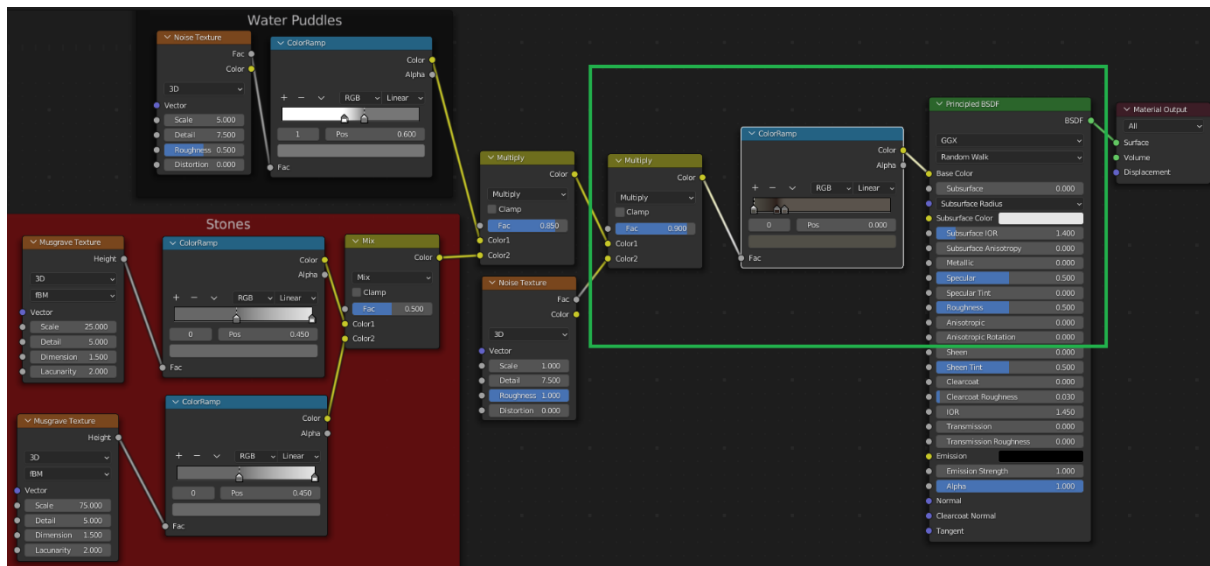 Water Puddles
Noise Texture
Fac
Color
3D
Vector
Scale 5.000
Detail 7.500
Roughness 0.500
Distortion 0.000
ColorRamp
Color
Alpha
+ − RGB Linear
1 Pos 0.600
Fac
Stones
Musgrave Texture
Height
3D
fBM
Vector
Scale 25.000
Detail 5.000
Dimension 1.500
Lacunarity 2.000
ColorRamp
Color
Alpha
+ − RGB Linear
0 Pos 0.450
Fac
Mix
Color
Mix
Clamp
Fac 0.500
Color1
Color2
Musgrave Texture
Height
3D
fBM
Vector
Scale 75.000
Detail 5.000
Dimension 1.500
Lacunarity 2.000
ColorRamp
Color
Alpha
+ − RGB Linear
0 Pos 0.450
Fac
Multiply
Color
Multiply
Clamp
Fac 0.850
Color1
Color2
Noise Texture
Fac
Color
3D
Vector
Scale 1.000
Detail 7.500
Roughness 1.000
Distortion 0.000
Multiply
Color
Multiply
Clamp
Fac 0.900
Color1
Color2
ColorRamp
Color
Alpha
+ − RGB Linear
0 Pos 0.000
Fac
Principled BSDF
BSDF
GGX
Random Walk
Base Color
Subsurface 0.000
Subsurface Radius
Subsurface Color
Subsurface IOR 1.400
Subsurface Anisotropy 0.000
Metallic 0.000
Specular 0.500
Specular Tint 0.000
Roughness 0.500
Anisotropic 0.000
Anisotropic Rotation 0.000
Sheen 0.000
Sheen Tint 0.500
Clearcoat 0.000
Clearcoat Roughness 0.030
IOR 1.450
Transmission 0.000
Transmission Roughness 0.000
Emission
Emission Strength 1.000
Alpha 1.000
Normal
Clearcoat Normal
Tangent
Material Output
All
Surface
Volume
Displacement